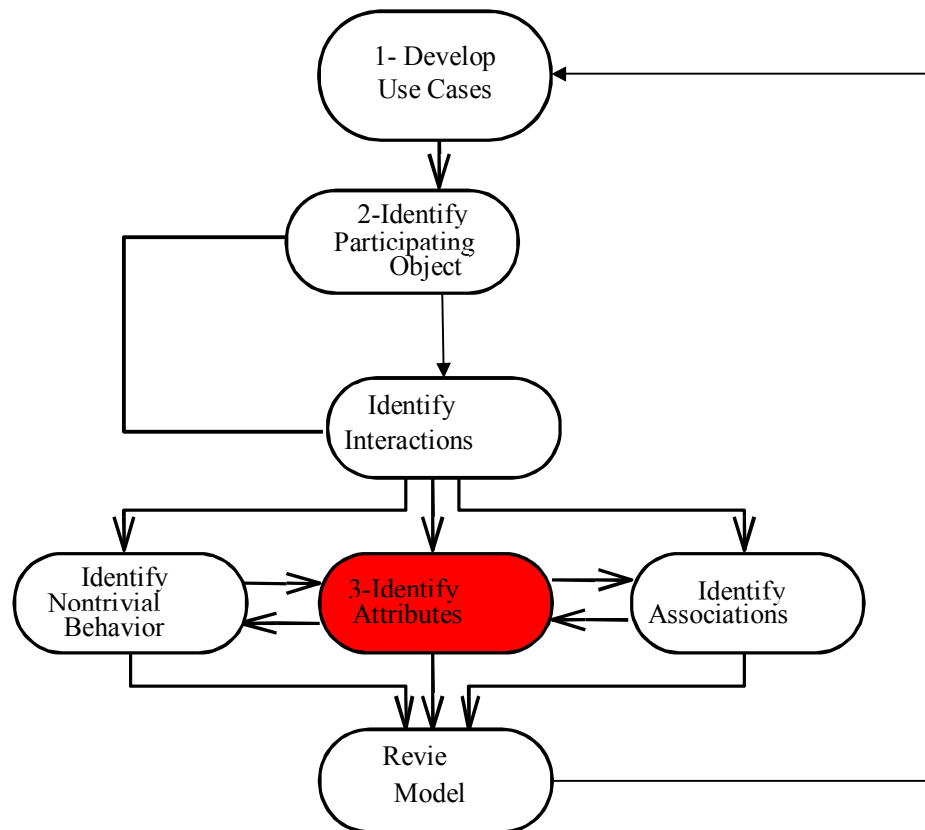 1- Develop
Use Cases
2-Identify
Participating
Object
Identify
Interactions
Identify
Nontrivial
Behavior
3-Identify
Attributes
Identify
Associations
Revie
Model